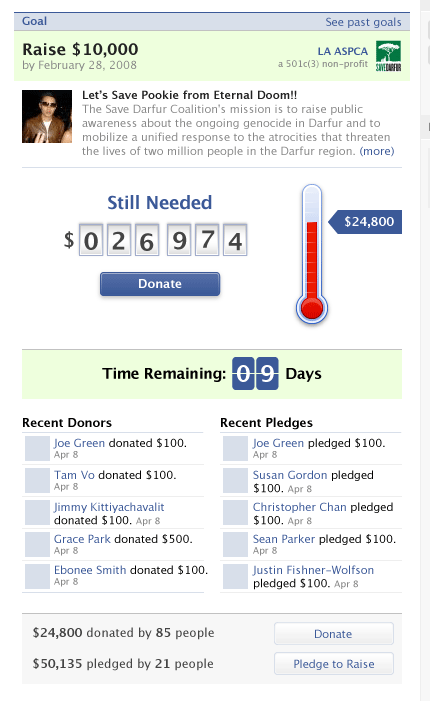 Goal See past goals
Raise $10,000 LA ASPCA
by February 28, 2008 a 501c(3) non-profit SAVEDARFUR
Let's Save Pookie from Eternal Doom!!
The Save Darfur Coalition's mission is to raise public
awareness about the ongoing genocide in Darfur and to
mobilize a unified response to the atrocities that threaten
the lives of two million people in the Darfur region. (more)
Still Needed
$ 0 2 6 9 7 4
$24,800
Donate
Time Remaining: 09 Days
Recent Donors
Joe Green donated $100.
Apr 8
Tam Vo donated $100.
Apr 8
Jimmy Kittiyachavalit
donated $100. Apr 8
Grace Park donated $500.
Apr 8
Ebonee Smith donated $100.
Apr 8
Recent Pledges
Joe Green pledged $100.
Apr 8
Susan Gordon pledged
$100. Apr 8
Christopher Chan pledged
$100. Apr 8
Sean Parker pledged $100.
Apr 8
Justin Fishner-Wolfson
pledged $100. Apr 8
$24,800 donated by 85 people Donate
$50,135 pledged by 21 people Pledge to Raise